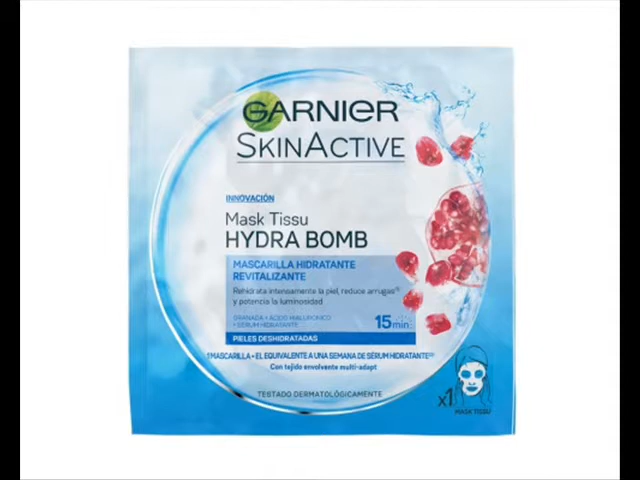 GARNIER
SKINACTIVE
INNOVACIÓN
Mask Tissu
HYDRA BOMB
MASCARILLA HIDRATANTE
REVITALIZANTE
Rehidrata intensamente la piel, reduce arrugas
y potencia la luminosidad
GRANADA + ÁCIDO HIALURÓNICO
+ SÉRUM HIDRATANTE
15 min
PIELES DESHIDRATADAS
1 MASCARILLA = EL EQUIVALENTE A UNA SEMANA DE SÉRUM HIDRATANTE
Con tejido envolvente multi-adapt
TESTADO DERMATOLÓGICAMENTE
x1
MASK TISSU